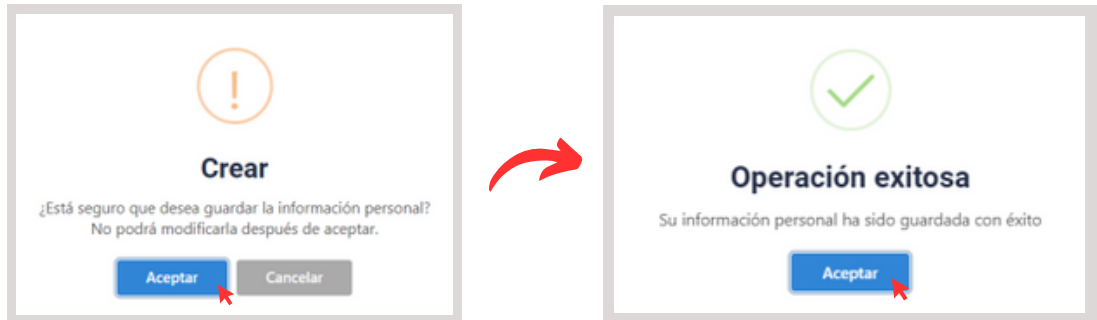 Crear
¿Está seguro que desea guardar la información personal?
No podrá modificarla después de aceptar.
Aceptar
Cancelar
Operación exitosa
Su información personal ha sido guardada con éxito
Aceptar